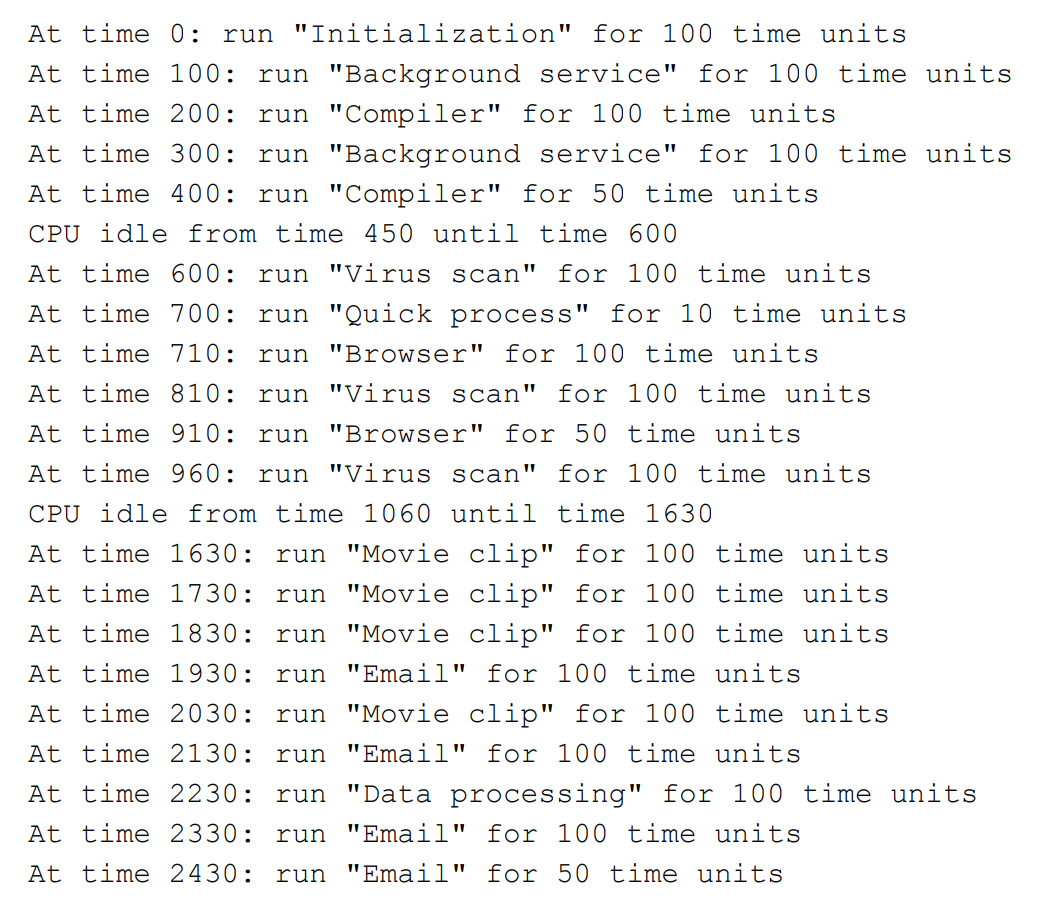 At time 0: run "Initialization" for 100 time units
At time 100: run "Background service" for 100 time units
At time 200: run "Compiler" for 100 time units
At time 300: run "Background service" for 100 time units
At time 400: run "Compiler" for 50 time units
CPU idle from time 450 until time 600
At time 600: run "Virus scan" for 100 time units
At time 700: run "Quick process" for 10 time units
At time 710: run "Browser" for 100 time units
At time 810: run "Virus scan" for 100 time units
At time 910: run "Browser" for 50 time units
At time 960: run "Virus scan" for 100 time units
CPU idle from time 1060 until time 1630
At time 1630: run "Movie clip" for 100 time units
At time 1730: run "Movie clip" for 100 time units
At time 1830: run "Movie clip" for 100 time units
At time 1930: run "Email" for 100 time units
At time 2030: run "Movie clip" for 100 time units
At time 2130: run "Email" for 100 time units
At time 2230: run "Data processing" for 100 time units
At time 2330: run "Email" for 100 time units
At time 2430: run "Email" for 50 time units